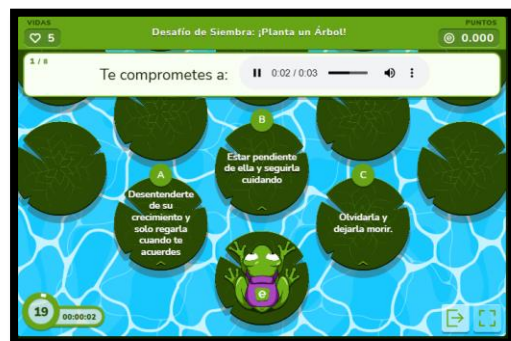 VIDAS
5
Desafío de Siembra: ¡Planta un Árbol!
PUNTOS
0.000
1 / 8
Te comprometes a:
0:02 / 0:03
B
Estar pendiente
de ella y seguirla
cuidando
A
Desentenderte
de su
crecimiento y
solo regarla
cuando te
acuerdes
C
Olvidarla y
dejarla morir.
e
19
00:00:02